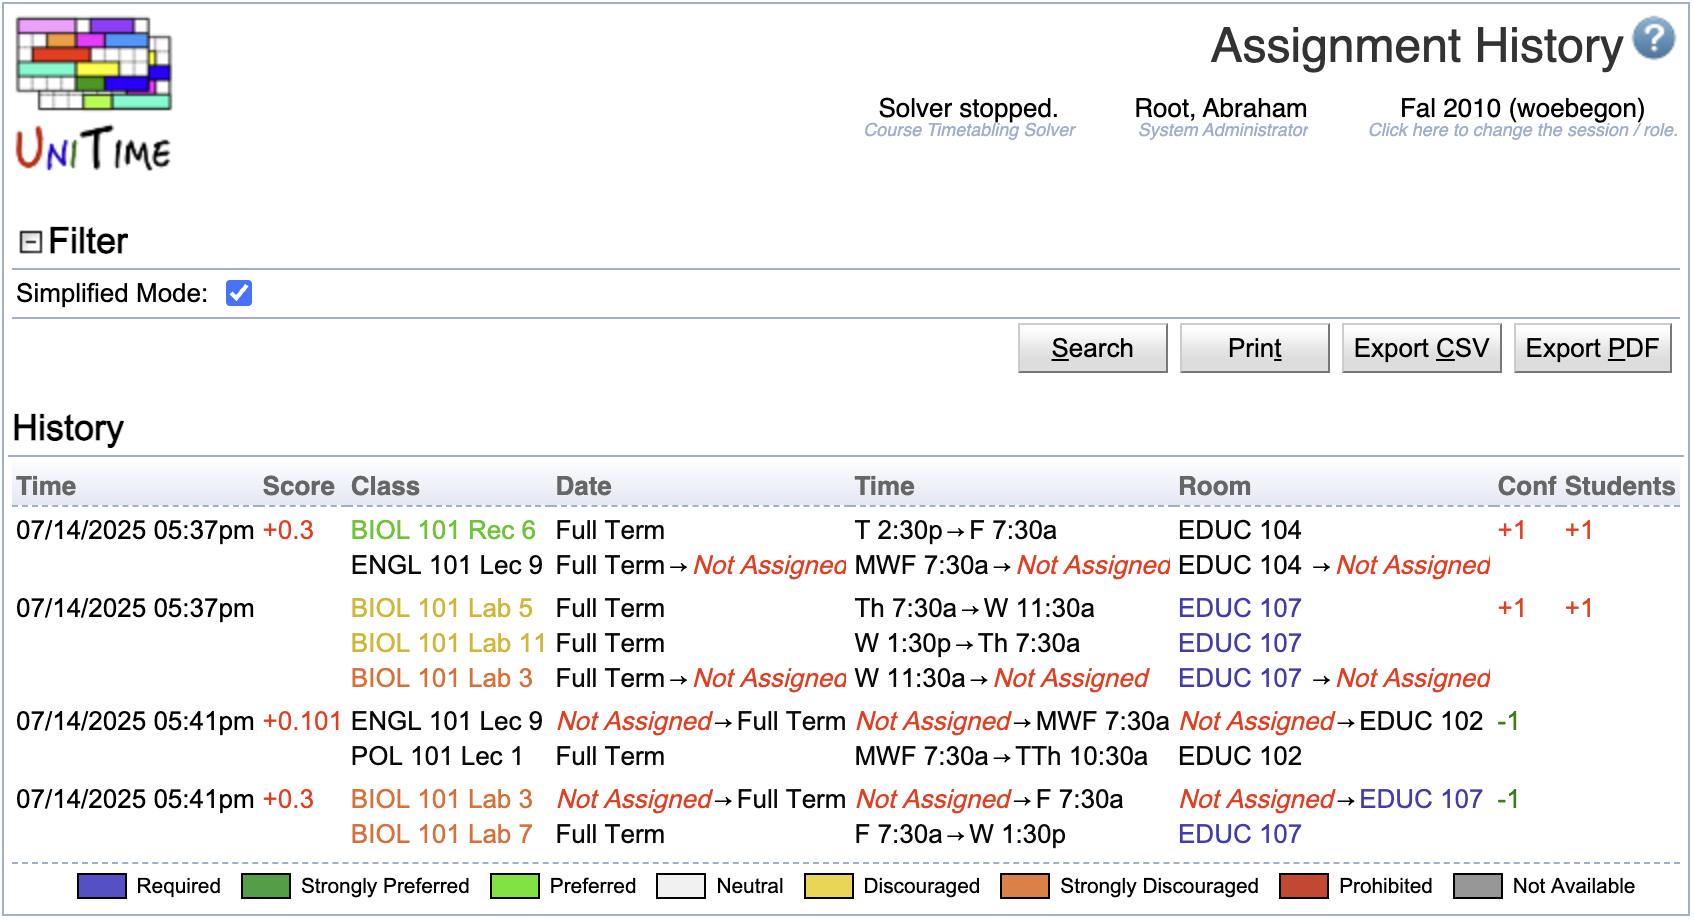 Assignment History ?
UNITIME
Solver stopped. Root, Abraham Fal 2010 (woebegon)
Course Timetabling Solver System Administrator Click here to change the session / role.
Filter
Simplified Mode:
Search Print Export CSV Export PDF
History
Time Score Class Date Time Room Conf Students
07/14/2025 05:37pm +0.3 BIOL 101 Rec 6 Full Term T 2:30p→F 7:30a EDUC 104 +1 +1
ENGL 101 Lec 9 Full Term→Not Assigned MWF 7:30a→Not Assigned EDUC 104 →Not Assigned
07/14/2025 05:37pm BIOL 101 Lab 5 Full Term Th 7:30a→W 11:30a EDUC 107 +1 +1
BIOL 101 Lab 11 Full Term W 1:30p→Th 7:30a EDUC 107
BIOL 101 Lab 3 Full Term→Not Assigned W 11:30a→Not Assigned EDUC 107 →Not Assigned
07/14/2025 05:41pm +0.101 ENGL 101 Lec 9 Not Assigned→Full Term Not Assigned→MWF 7:30a Not Assigned→EDUC 102 -1
POL 101 Lec 1 Full Term MWF 7:30a→TTh 10:30a EDUC 102
07/14/2025 05:41pm +0.3 BIOL 101 Lab 3 Not Assigned→Full Term Not Assigned→F 7:30a Not Assigned→EDUC 107 -1
BIOL 101 Lab 7 Full Term F 7:30a→W 1:30p EDUC 107
Required Strongly Preferred Preferred Neutral Discouraged Strongly Discouraged Prohibited Not Available